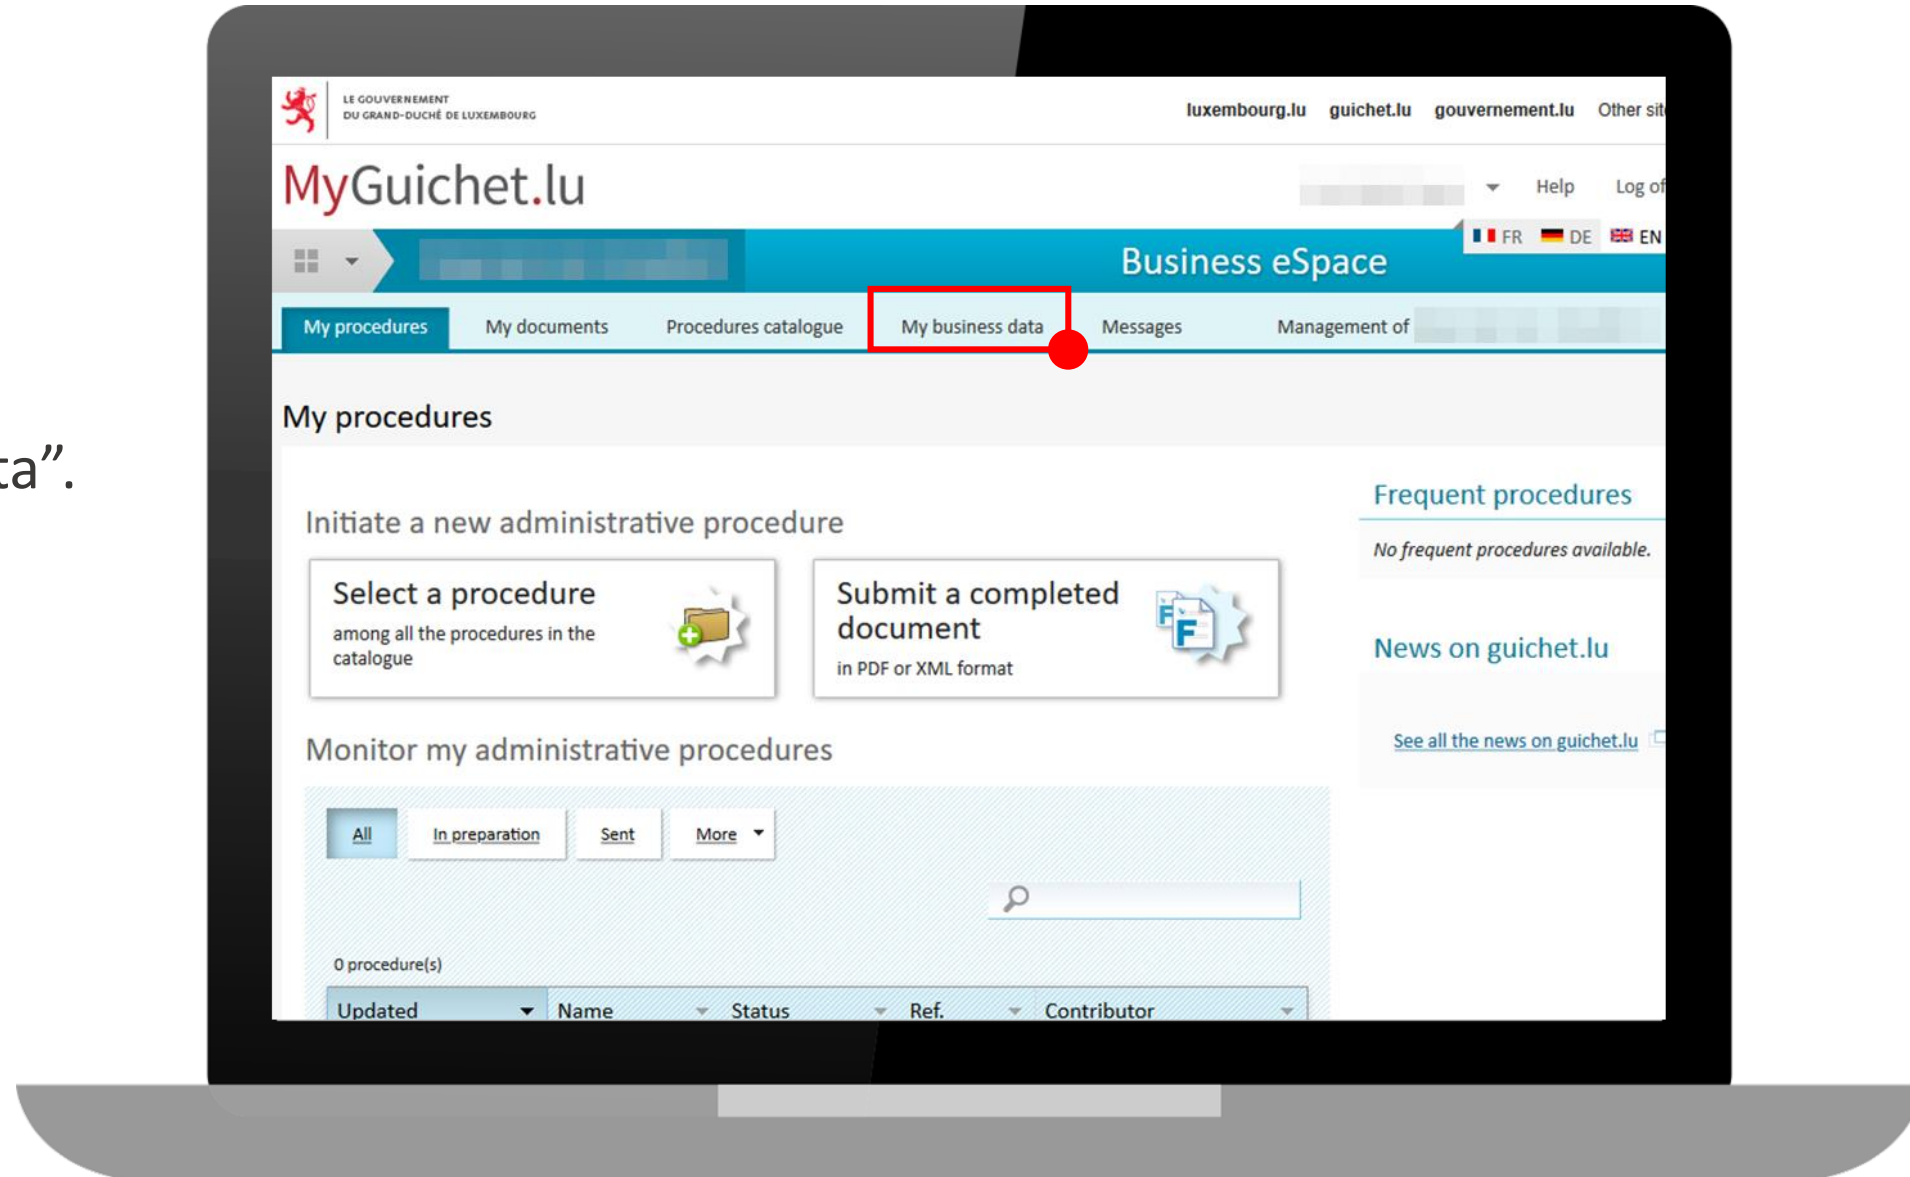 ta”.
LE GOUVERNEMENT
DU GRAND-DUCHÉ DE LUXEMBOURG
luxembourg.lu guichet.lu gouvernement.lu Other sit
MyGuichet.lu
Help Log of
FR DE EN
Business eSpace
My procedures My documents Procedures catalogue My business data Messages Management of
My procedures
Initiate a new administrative procedure
Select a procedure
among all the procedures in the
catalogue
Submit a completed
document
in PDF or XML format
Frequent procedures
No frequent procedures available.
News on guichet.lu
See all the news on guichet.lu
Monitor my administrative procedures
All In preparation Sent More
0 procedure(s)
Updated Name Status Ref. Contributor